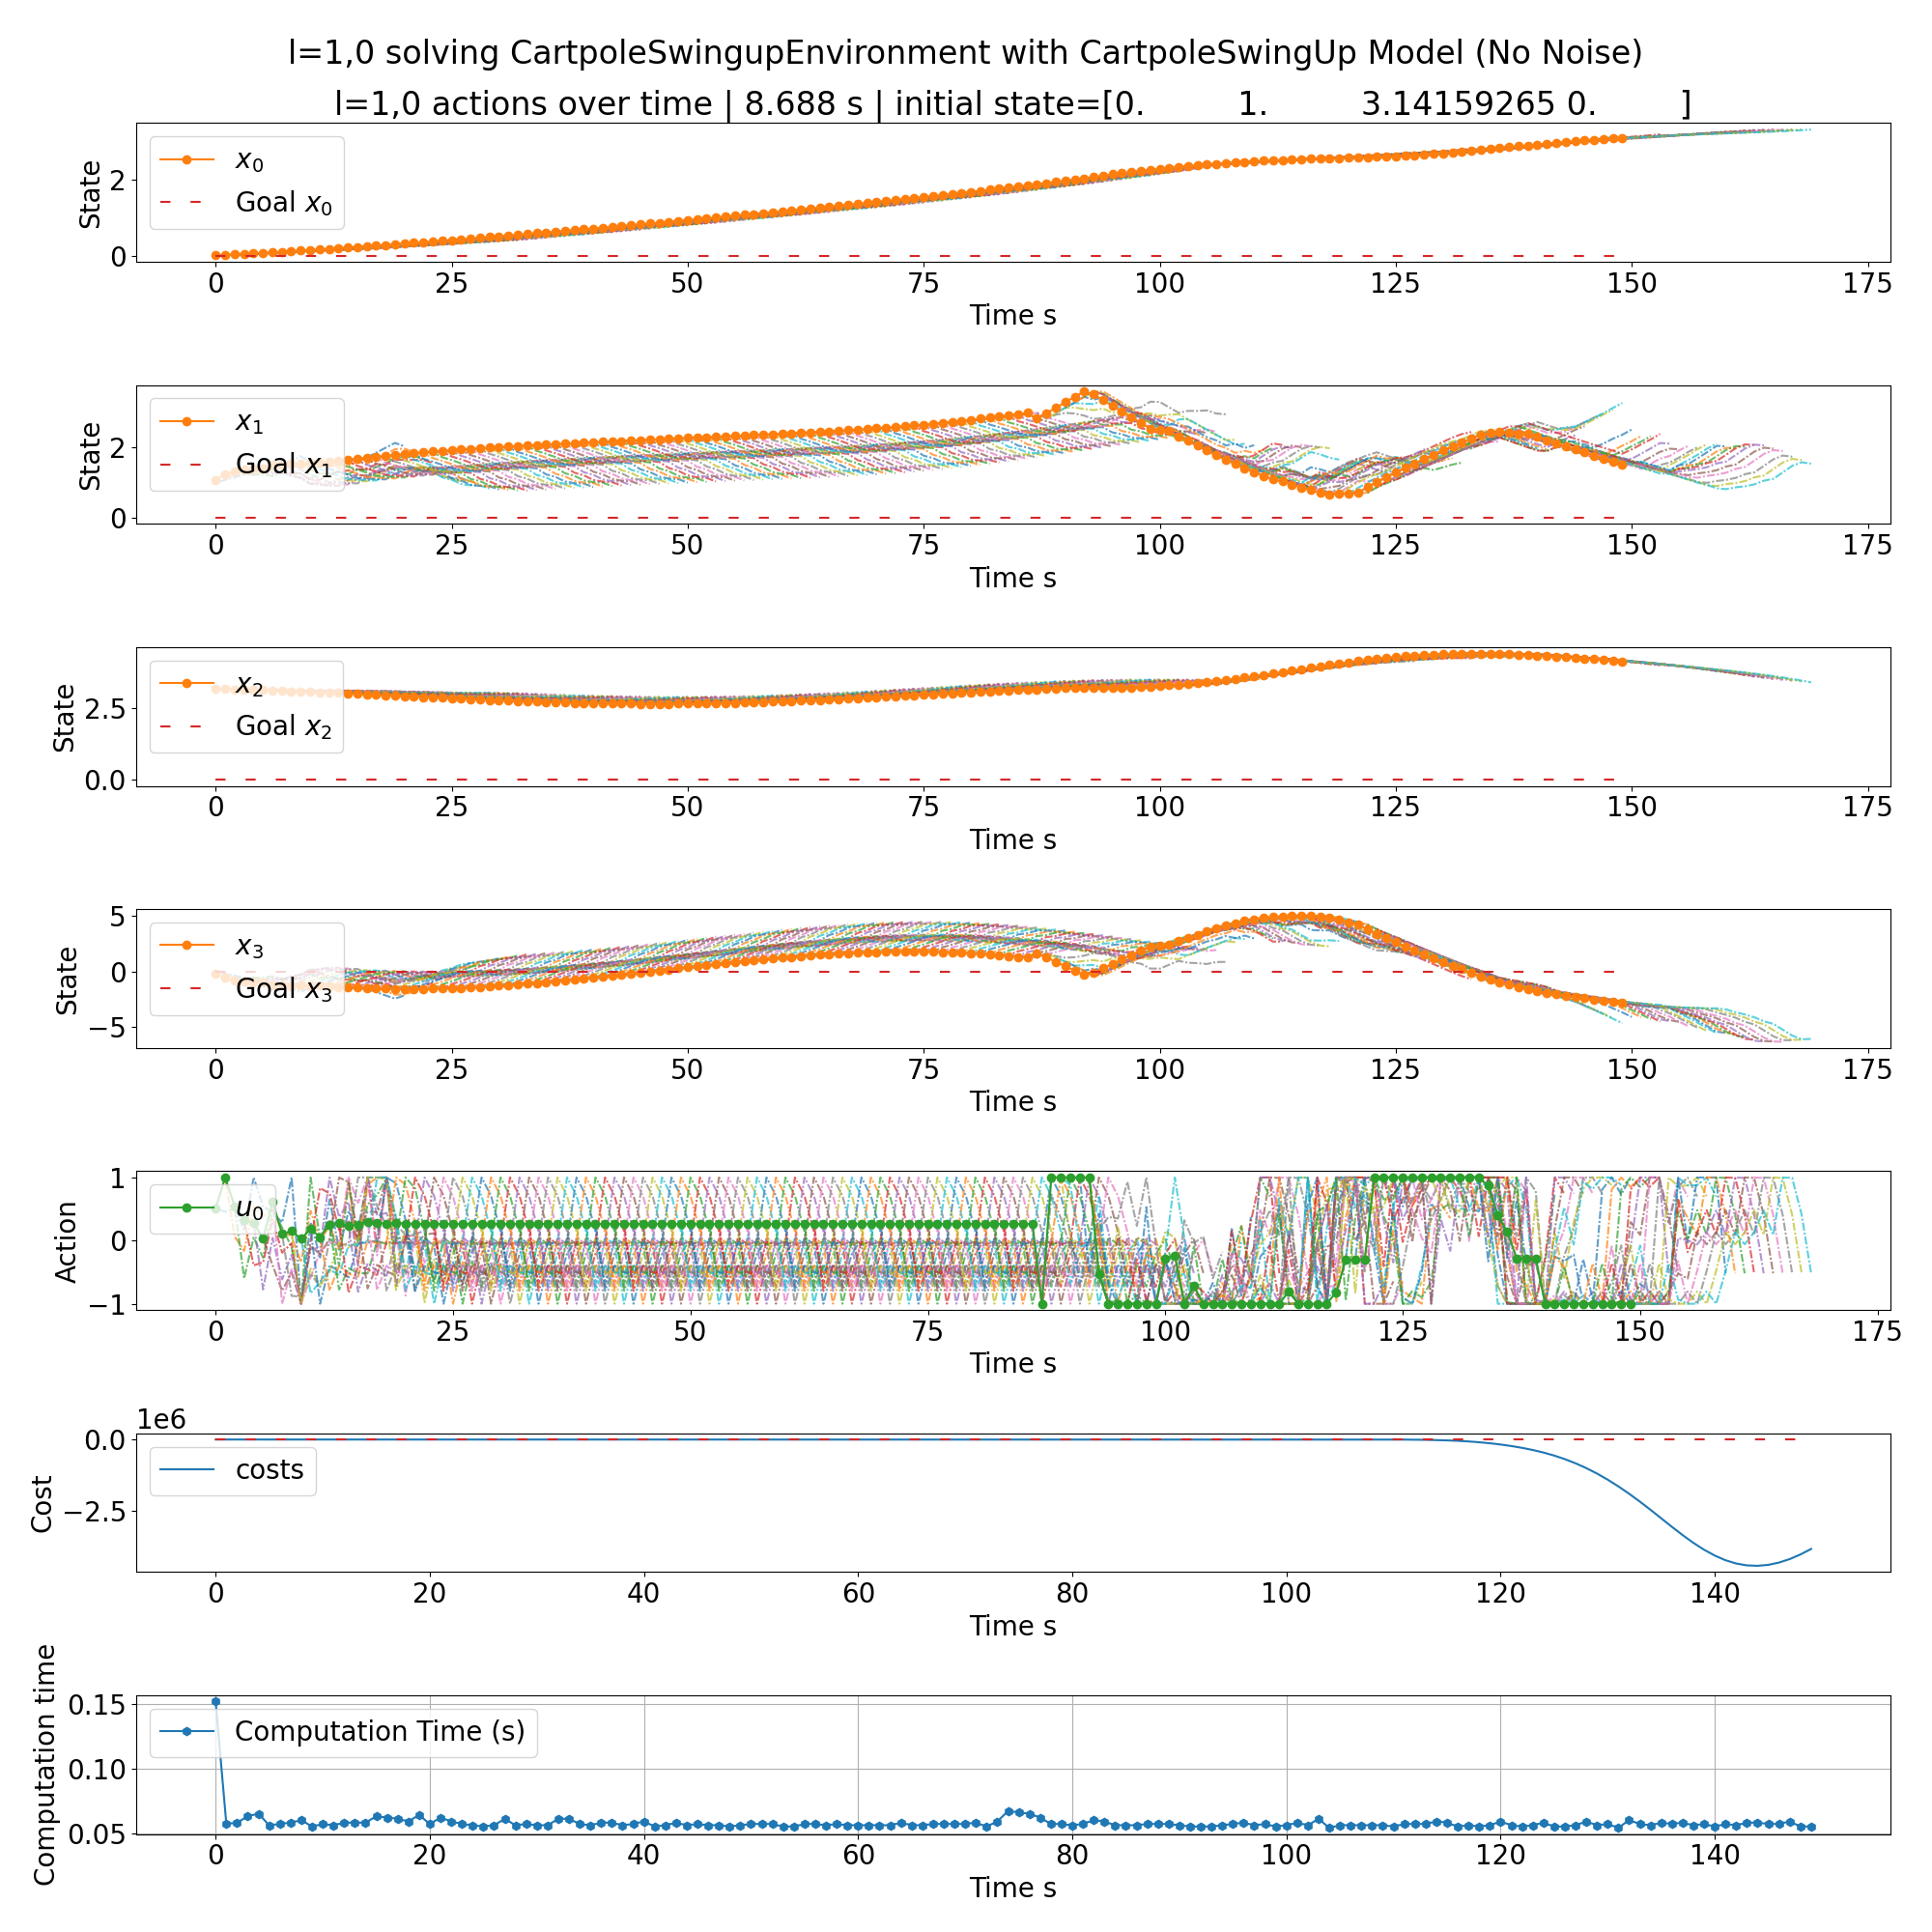 l=1,0 solving CartpoleSwingupEnvironment with CartpoleSwingUp Model (No Noise)
l=1,0 actions over time | 8.688 s | initial state=[0. 1. 3.14159265 0. ]
State
2
0
x₀
Goal x₀
0 25 50 75 100 125 150 175
Time s
State
2
0
x₁
Goal x₁
0 25 50 75 100 125 150 175
Time s
State
2.5
0.0
x₂
Goal x₂
0 25 50 75 100 125 150 175
Time s
State
5
0
−5
x₃
Goal x₃
0 25 50 75 100 125 150 175
Time s
Action
1
0
−1
u₀
0 25 50 75 100 125 150 175
Time s
1e6
Cost
0.0
−2.5
costs
0 20 40 60 80 100 120 140
Time s
Computation time
0.15
0.10
0.05
Computation Time (s)
0 20 40 60 80 100 120 140
Time s